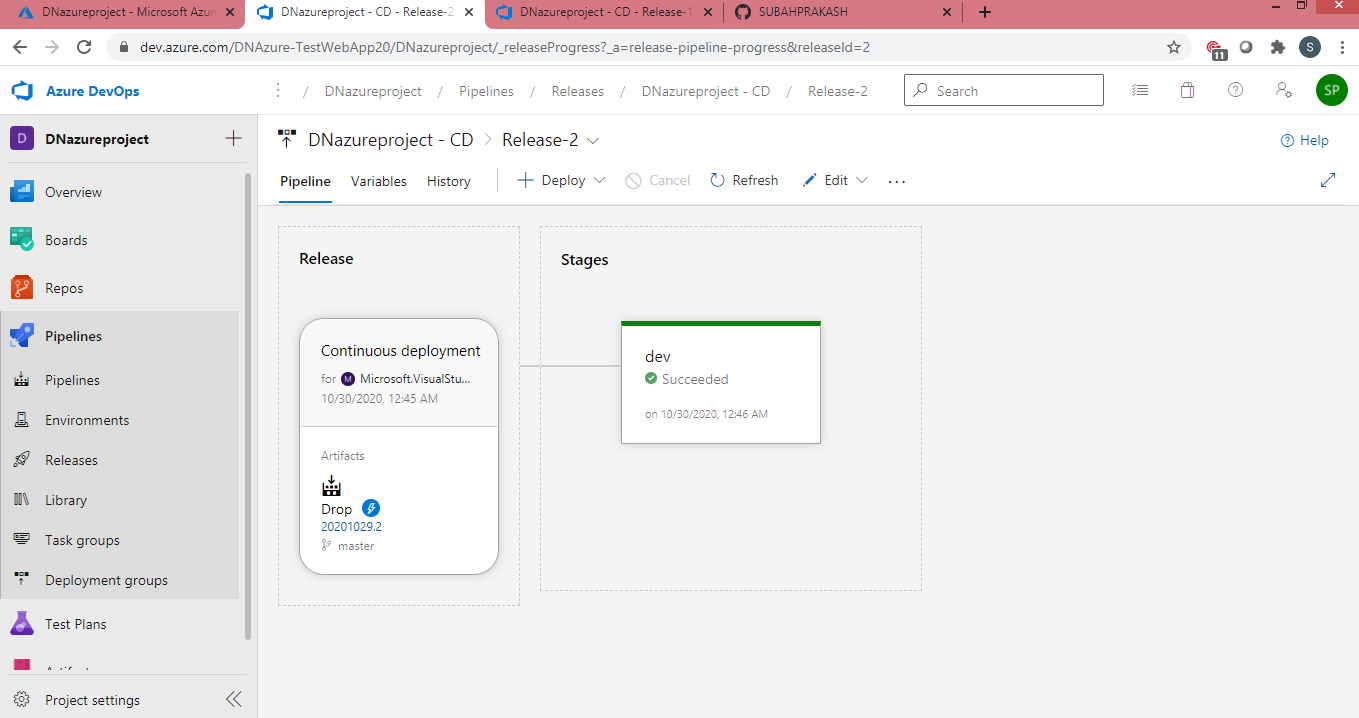 DNazureproject - Microsoft Azur
DNazureproject - CD - Release-2
DNazureproject - CD - Release-1
SUBAHPRAKASH
dev.azure.com/DNAzure-TestWebApp20/DNazureproject/_releaseProgress?_a=release-pipeline-progress&releaseId=2
11
S
Azure DevOps
/ DNazureproject / Pipelines / Releases / DNazureproject - CD / Release-2
Search
SP
D DNazureproject
DNazureproject - CD > Release-2
Help
Pipeline Variables History
Deploy Cancel Refresh Edit ...
Overview
Boards
Repos
Pipelines
Pipelines
Environments
Releases
Library
Task groups
Deployment groups
Test Plans
Project settings
Release
Continuous deployment
for M Microsoft.VisualStu...
10/30/2020, 12:45 AM
Artifacts
Drop
20201029.2
master
Stages
dev
Succeeded
on 10/30/2020, 12:46 AM